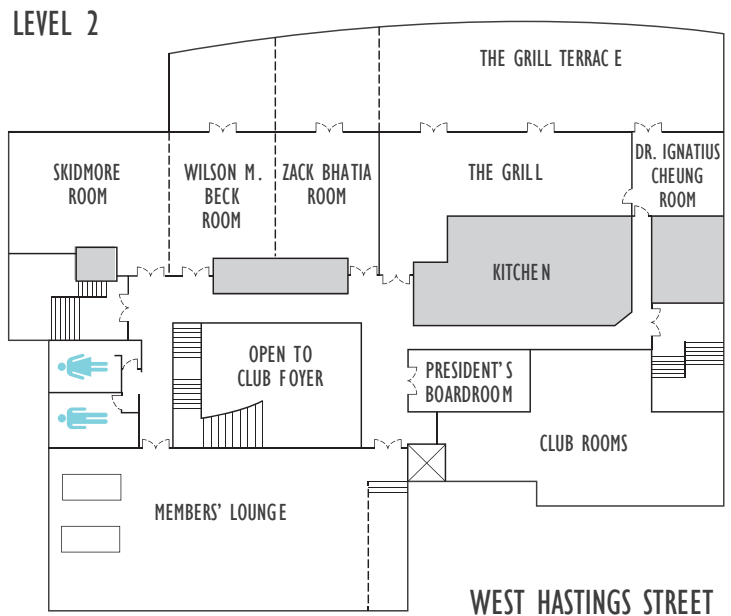 LEVEL 2
THE GRILL TERRACE
SKIDMORE
ROOM
WILSON M.
BECK
ROOM
ZACK BHATIA
ROOM
THE GRILL
DR. IGNATIUS
CHEUNG
ROOM
KITCHEN
OPEN TO
CLUB FOYER
PRESIDENT'S
BOARDROOM
CLUB ROOMS
MEMBERS' LOUNGE
WEST HASTINGS STREET